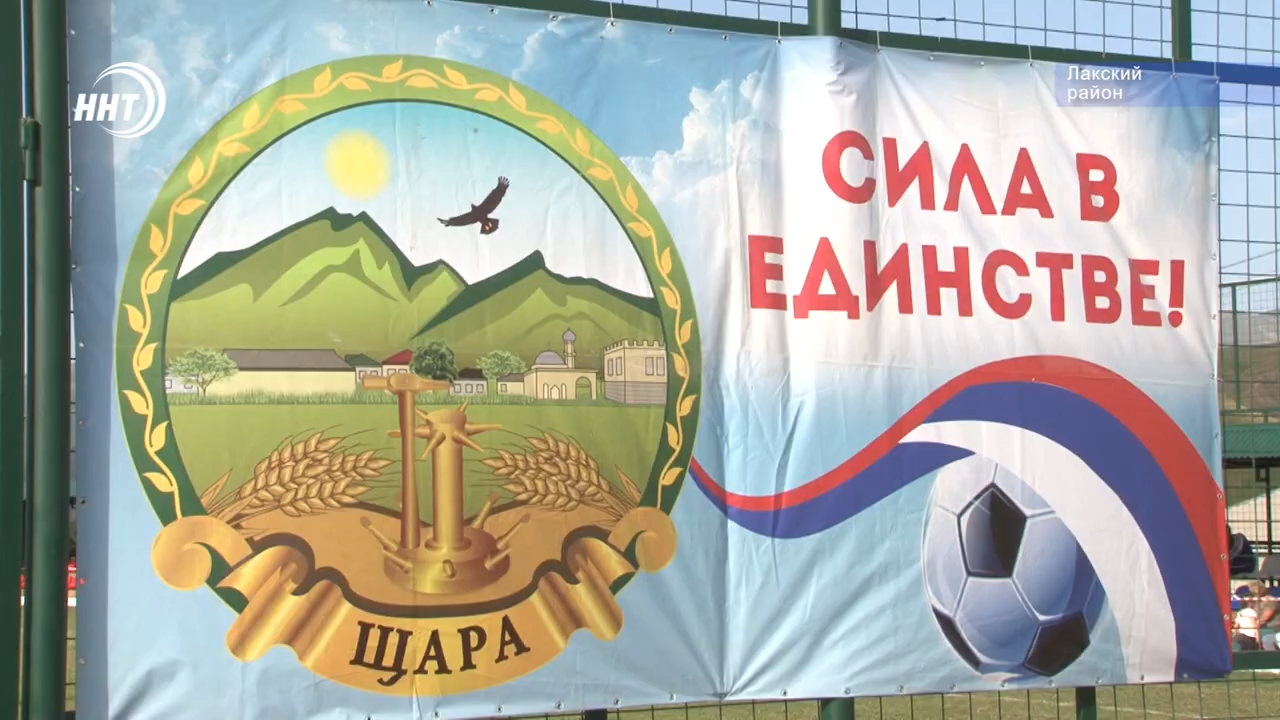 ННТ
Лакский
район
СИЛА В
ЕДИНСТВЕ!
ЩАРА